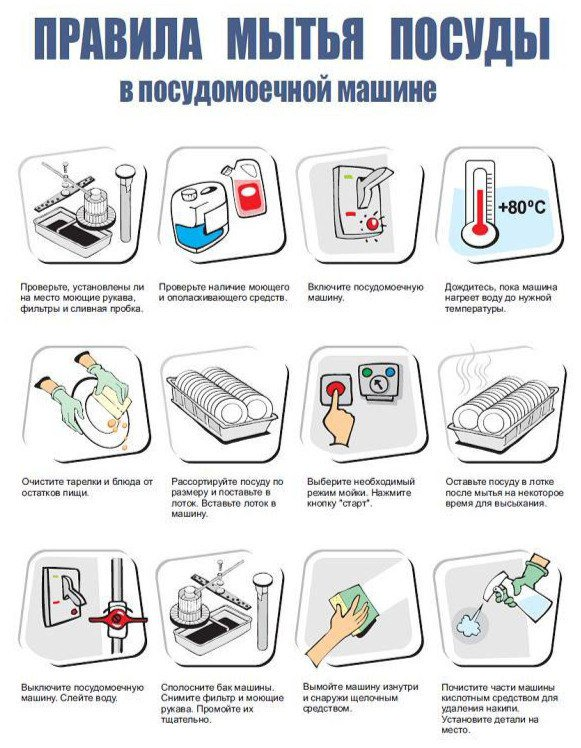 ПРАВИЛА МЫТЬЯ ПОСУДЫ
в посудомоечной машине
Проверьте, установлены ли
на место моющие рукава,
фильтры и сливная пробка.
Проверьте наличие моющего
и ополаскивающего средств.
Включите посудомоечную
машину.
+80°C
Дождитесь, пока машина
нагреет воду до нужной
температуры.
Очистите тарелки и блюда от
остатков пищи.
Рассортируйте посуду по
размеру и поставьте в
лоток. Вставьте лоток в
машину.
Выберите необходимый
режим мойки. Нажмите
кнопку "старт".
Оставьте посуду в лотке
после мытья на некоторое
время для высыхания.
Выключите посудомоечную
машину. Слейте воду.
Сполосните бак машины.
Снимите фильтр и моющие
рукава. Промойте их
тщательно.
Вымойте машину изнутри
и снаружи щелочным
средством.
Почистите части машины
кислотным средством для
удаления накипи.
Установите детали на
место.